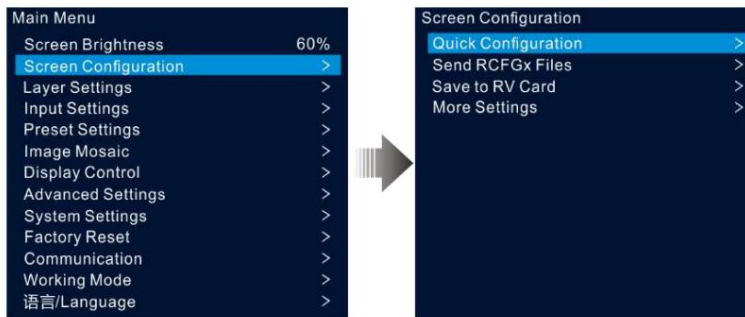 Main Menu
Screen Brightness 60%
Screen Configuration >
Layer Settings >
Input Settings >
Preset Settings >
Image Mosaic >
Display Control >
Advanced Settings >
System Settings >
Factory Reset >
Communication >
Working Mode >
语言/Language >
Screen Configuration
Quick Configuration >
Send RCFGx Files >
Save to RV Card >
More Settings >